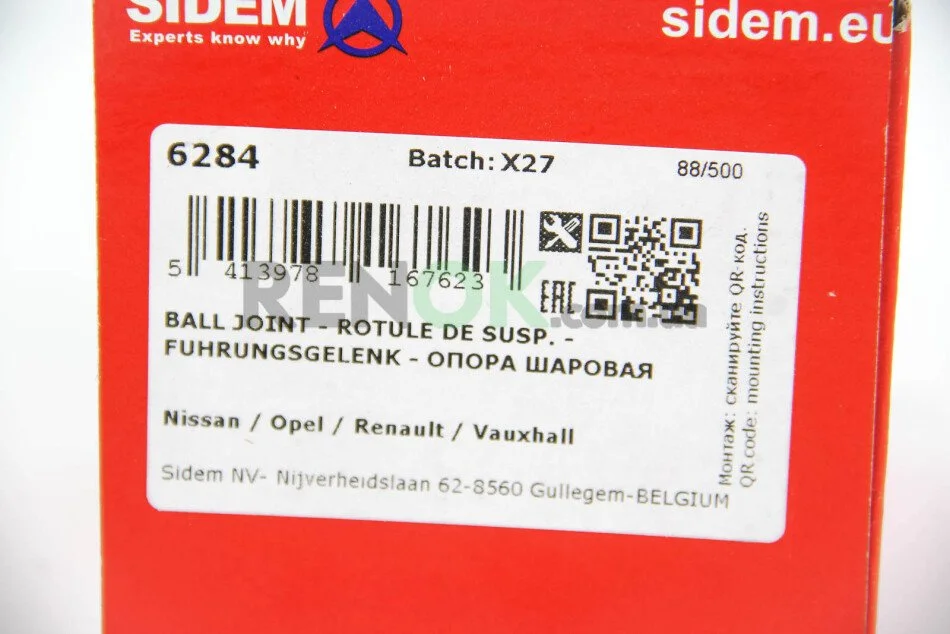 SIDEM
Experts know why
sidem.eu
6284
Batch: X27
88/500
5 413978 167623
EAC
RENOK.com.ua
BALL JOINT - ROTULE DE SUSP. -
FUHRUNGSGELENK - ОПОРА ШАРОВАЯ
Nissan / Opel / Renault / Vauxhall
Sidem NV- Nijverheidslaan 62-8560 Gullegem-BELGIUM
Монтаж: сканируйте QR-код.
QR code: mounting instructions